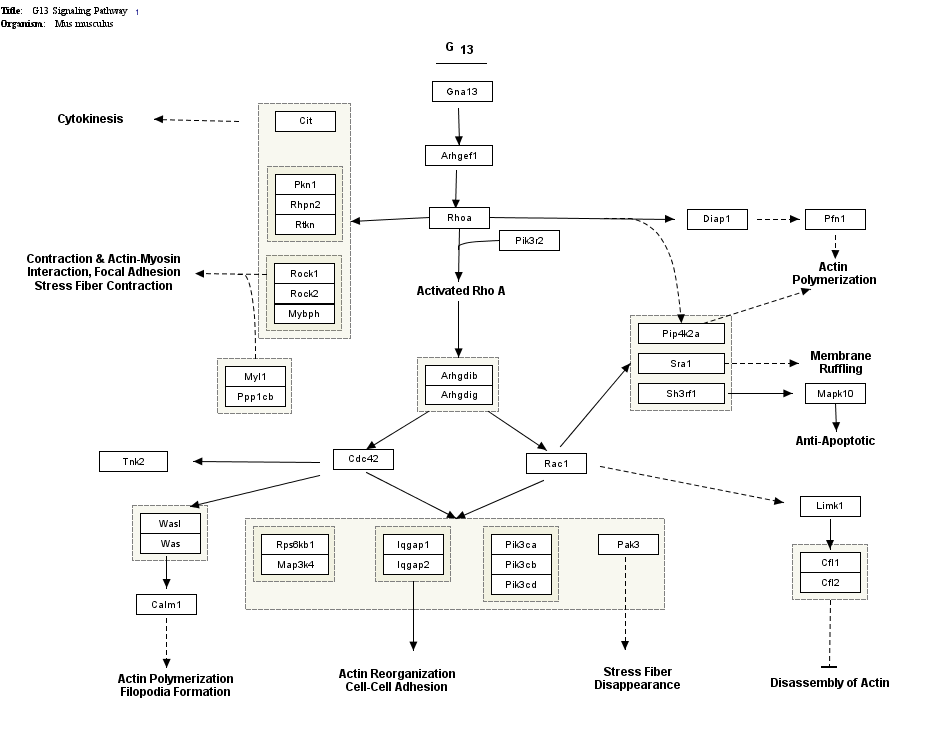 Title: G13 Signaling Pathway 1
Organism: Mus musculus
G 13
Gna13
Cytokinesis
Cit
Arhgef1
Pkn1
Rhpn2
Rtkn
Rhoa
Diap1
Pfn1
Pik3r2
Contraction & Actin-Myosin
Interaction, Focal Adhesion
Stress Fiber Contraction
Rock1
Rock2
Mybph
Activated Rho A
Actin
Polymerization
Pip4k2a
Sra1
Sh3rf1
Membrane
Ruffling
Mapk10
Anti-Apoptotic
Myl1
Ppp1cb
Arhgdib
Arhgdig
Tnk2
Cdc42
Rac1
Limk1
Wasl
Was
Rps6kb1
Map3k4
Iqgap1
Iqgap2
Pik3ca
Pik3cb
Pik3cd
Pak3
Cfl1
Cfl2
Calm1
Actin Polymerization
Filopodia Formation
Actin Reorganization
Cell-Cell Adhesion
Stress Fiber
Disappearance
Disassembly of Actin